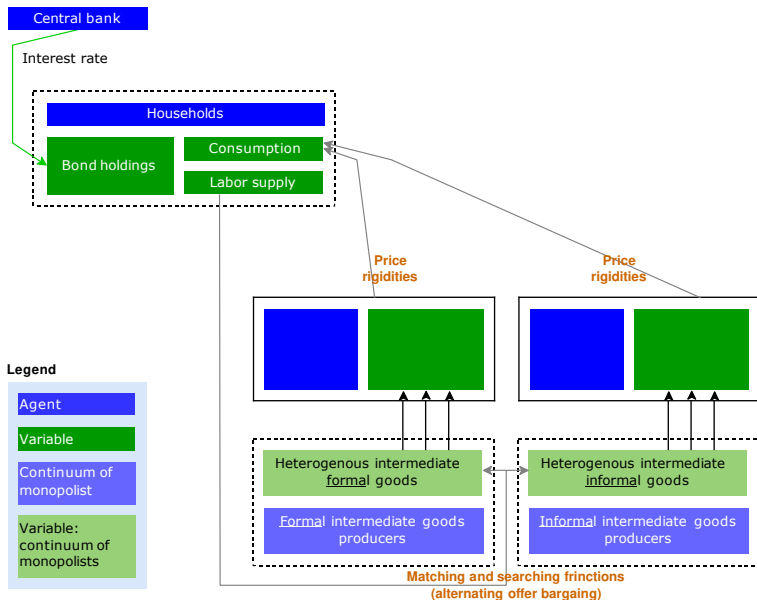 Central bank
Interest rate
Households
Bond holdings
Consumption
Labor supply
Price
rigidities
Price
rigidities
Legend
Agent
Variable
Continuum of
monopolist
Variable:
continuum of
monopolists
Heterogenous intermediate
formal goods
Formal intermediate goods
producers
Heterogenous intermediate
informal goods
Informal intermediate goods
producers
Matching and searching frinctions
(alternating offer bargaing)